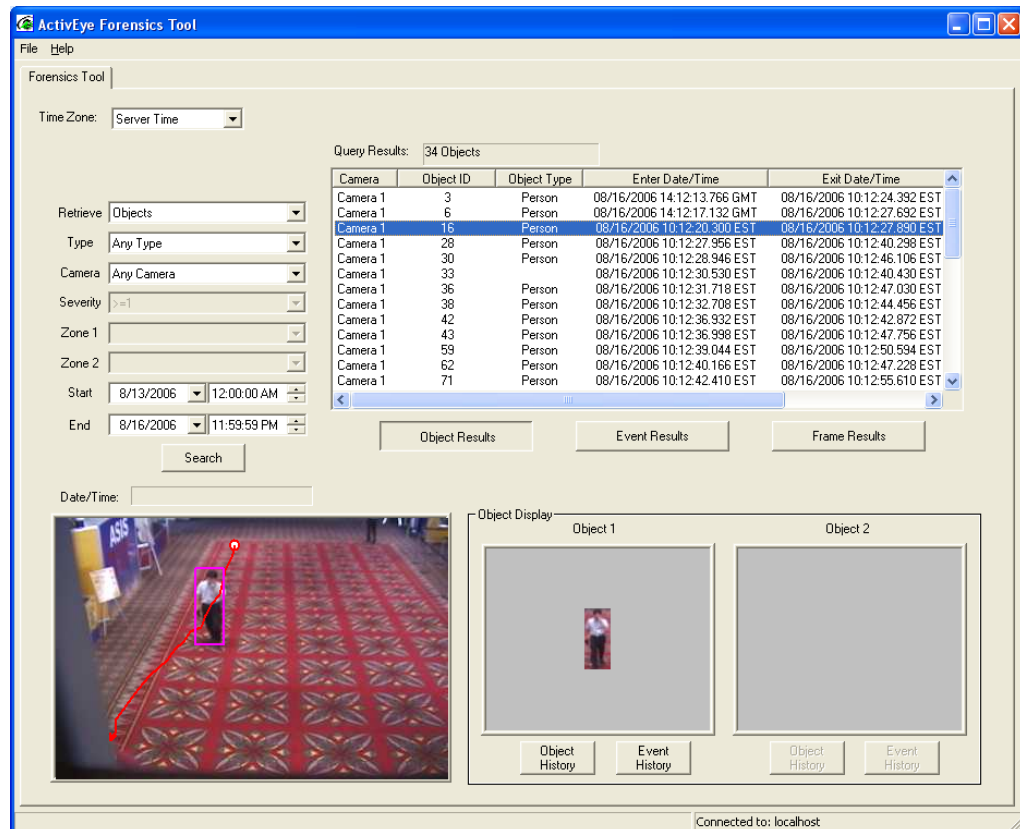 ActivEye Forensics Tool
File Help
Forensics Tool
Time Zone: Server Time
Query Results: 34 Objects
Camera Object ID Object Type Enter Date/Time Exit Date/Time
Camera 1 3 Person 08/16/2006 14:12:13.766 GMT 08/16/2006 10:12:24.392 EST
Camera 1 6 Person 08/16/2006 14:12:17.132 GMT 08/16/2006 10:12:27.692 EST
Camera 1 16 Person 08/16/2006 10:12:20.300 EST 08/16/2006 10:12:27.890 EST
Camera 1 28 Person 08/16/2006 10:12:27.956 EST 08/16/2006 10:12:40.298 EST
Camera 1 30 Person 08/16/2006 10:12:28.946 EST 08/16/2006 10:12:46.106 EST
Camera 1 33 08/16/2006 10:12:30.530 EST 08/16/2006 10:12:40.430 EST
Camera 1 36 Person 08/16/2006 10:12:31.718 EST 08/16/2006 10:12:47.030 EST
Camera 1 38 Person 08/16/2006 10:12:32.708 EST 08/16/2006 10:12:44.456 EST
Camera 1 42 Person 08/16/2006 10:12:36.932 EST 08/16/2006 10:12:42.872 EST
Camera 1 43 Person 08/16/2006 10:12:36.998 EST 08/16/2006 10:12:47.756 EST
Camera 1 59 Person 08/16/2006 10:12:39.044 EST 08/16/2006 10:12:50.594 EST
Camera 1 62 Person 08/16/2006 10:12:40.166 EST 08/16/2006 10:12:47.228 EST
Camera 1 71 Person 08/16/2006 10:12:42.410 EST 08/16/2006 10:12:55.610 EST
Retrieve Objects
Type Any Type
Camera Any Camera
Severity >=1
Zone 1
Zone 2
Start 8/13/2006 12:00:00 AM
End 8/16/2006 11:59:59 PM
Search
Object Results Event Results Frame Results
Date/Time:
ASIS
Object Display
Object 1 Object 2
Object History Event History Object History Event History
Connected to: localhost